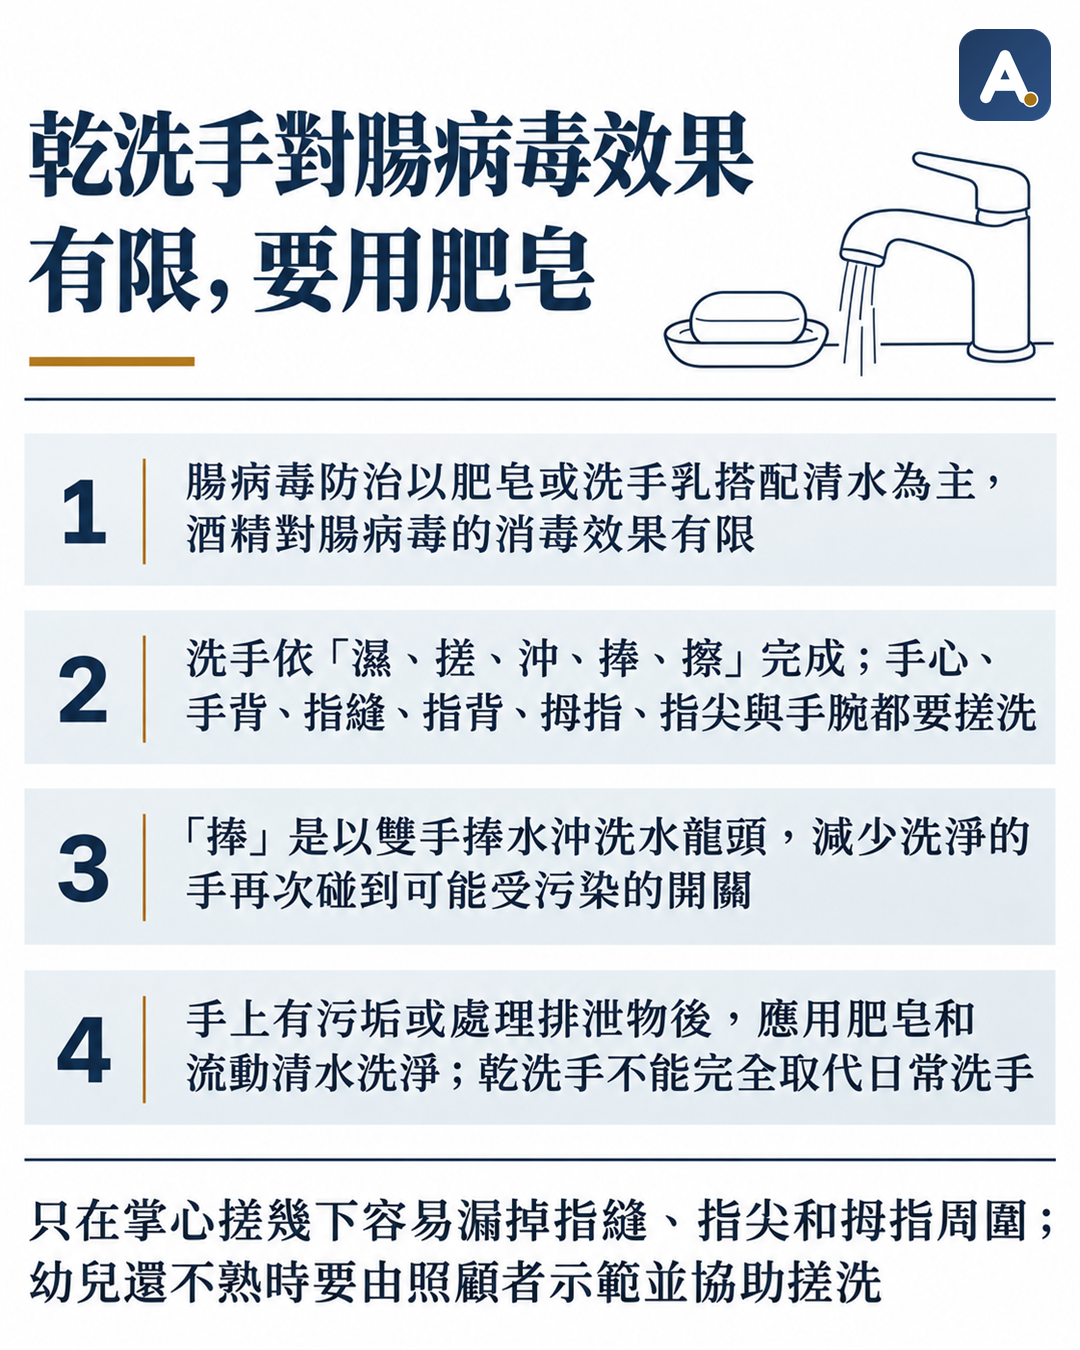 A.
乾洗手對腸病毒效果
有限,要用肥皂
1
腸病毒防治以肥皂或洗手乳搭配清水為主，
酒精對腸病毒的消毒效果有限
2
洗手依「濕、搓、沖、捧、擦」完成；手心、
手背、指縫、指背、拇指、指尖與手腕都要搓洗
3
「捧」是以雙手捧水沖洗水龍頭，減少洗淨的
手再次碰到可能受污染的開關
4
手上有污垢或處理排泄物後，應用肥皂和
流動清水洗淨；乾洗手不能完全取代日常洗手
只在掌心搓幾下容易漏掉指縫、指尖和拇指周圍；
幼兒還不熟時要由照顧者示範並協助搓洗